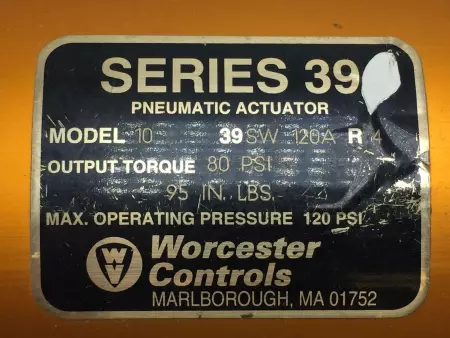 SERIES 39
PNEUMATIC ACTUATOR
MODEL 10 39 SW 120A R 4
OUTPUT TORQUE 80 PSI
95 IN. LBS.
MAX. OPERATING PRESSURE 120 PSI
Worcester
Controls
MARLBOROUGH, MA 01752